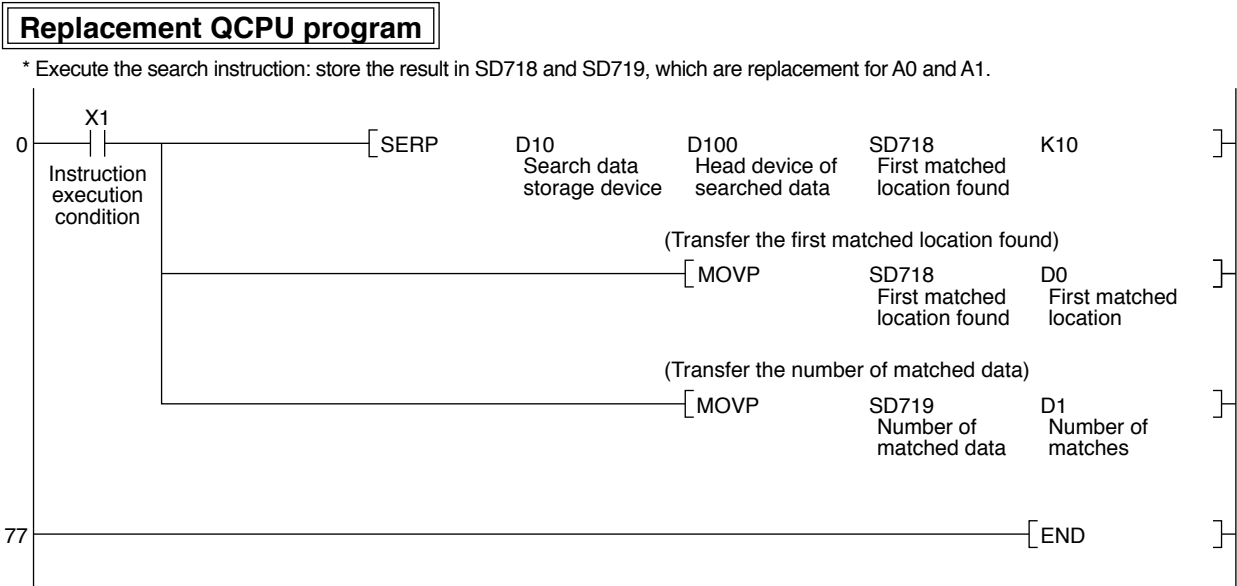 Replacement QCPU program
* Execute the search instruction: store the result in SD718 and SD719, which are replacement for A0 and A1.
X1
0 SERP D10 D100 SD718 K10
Instruction execution condition
Search data storage device
Head device of searched data
First matched location found
(Transfer the first matched location found)
MOVP SD718 D0
First matched location found
First matched location
(Transfer the number of matched data)
MOVP SD719 D1
Number of matched data
Number of matches
77 END